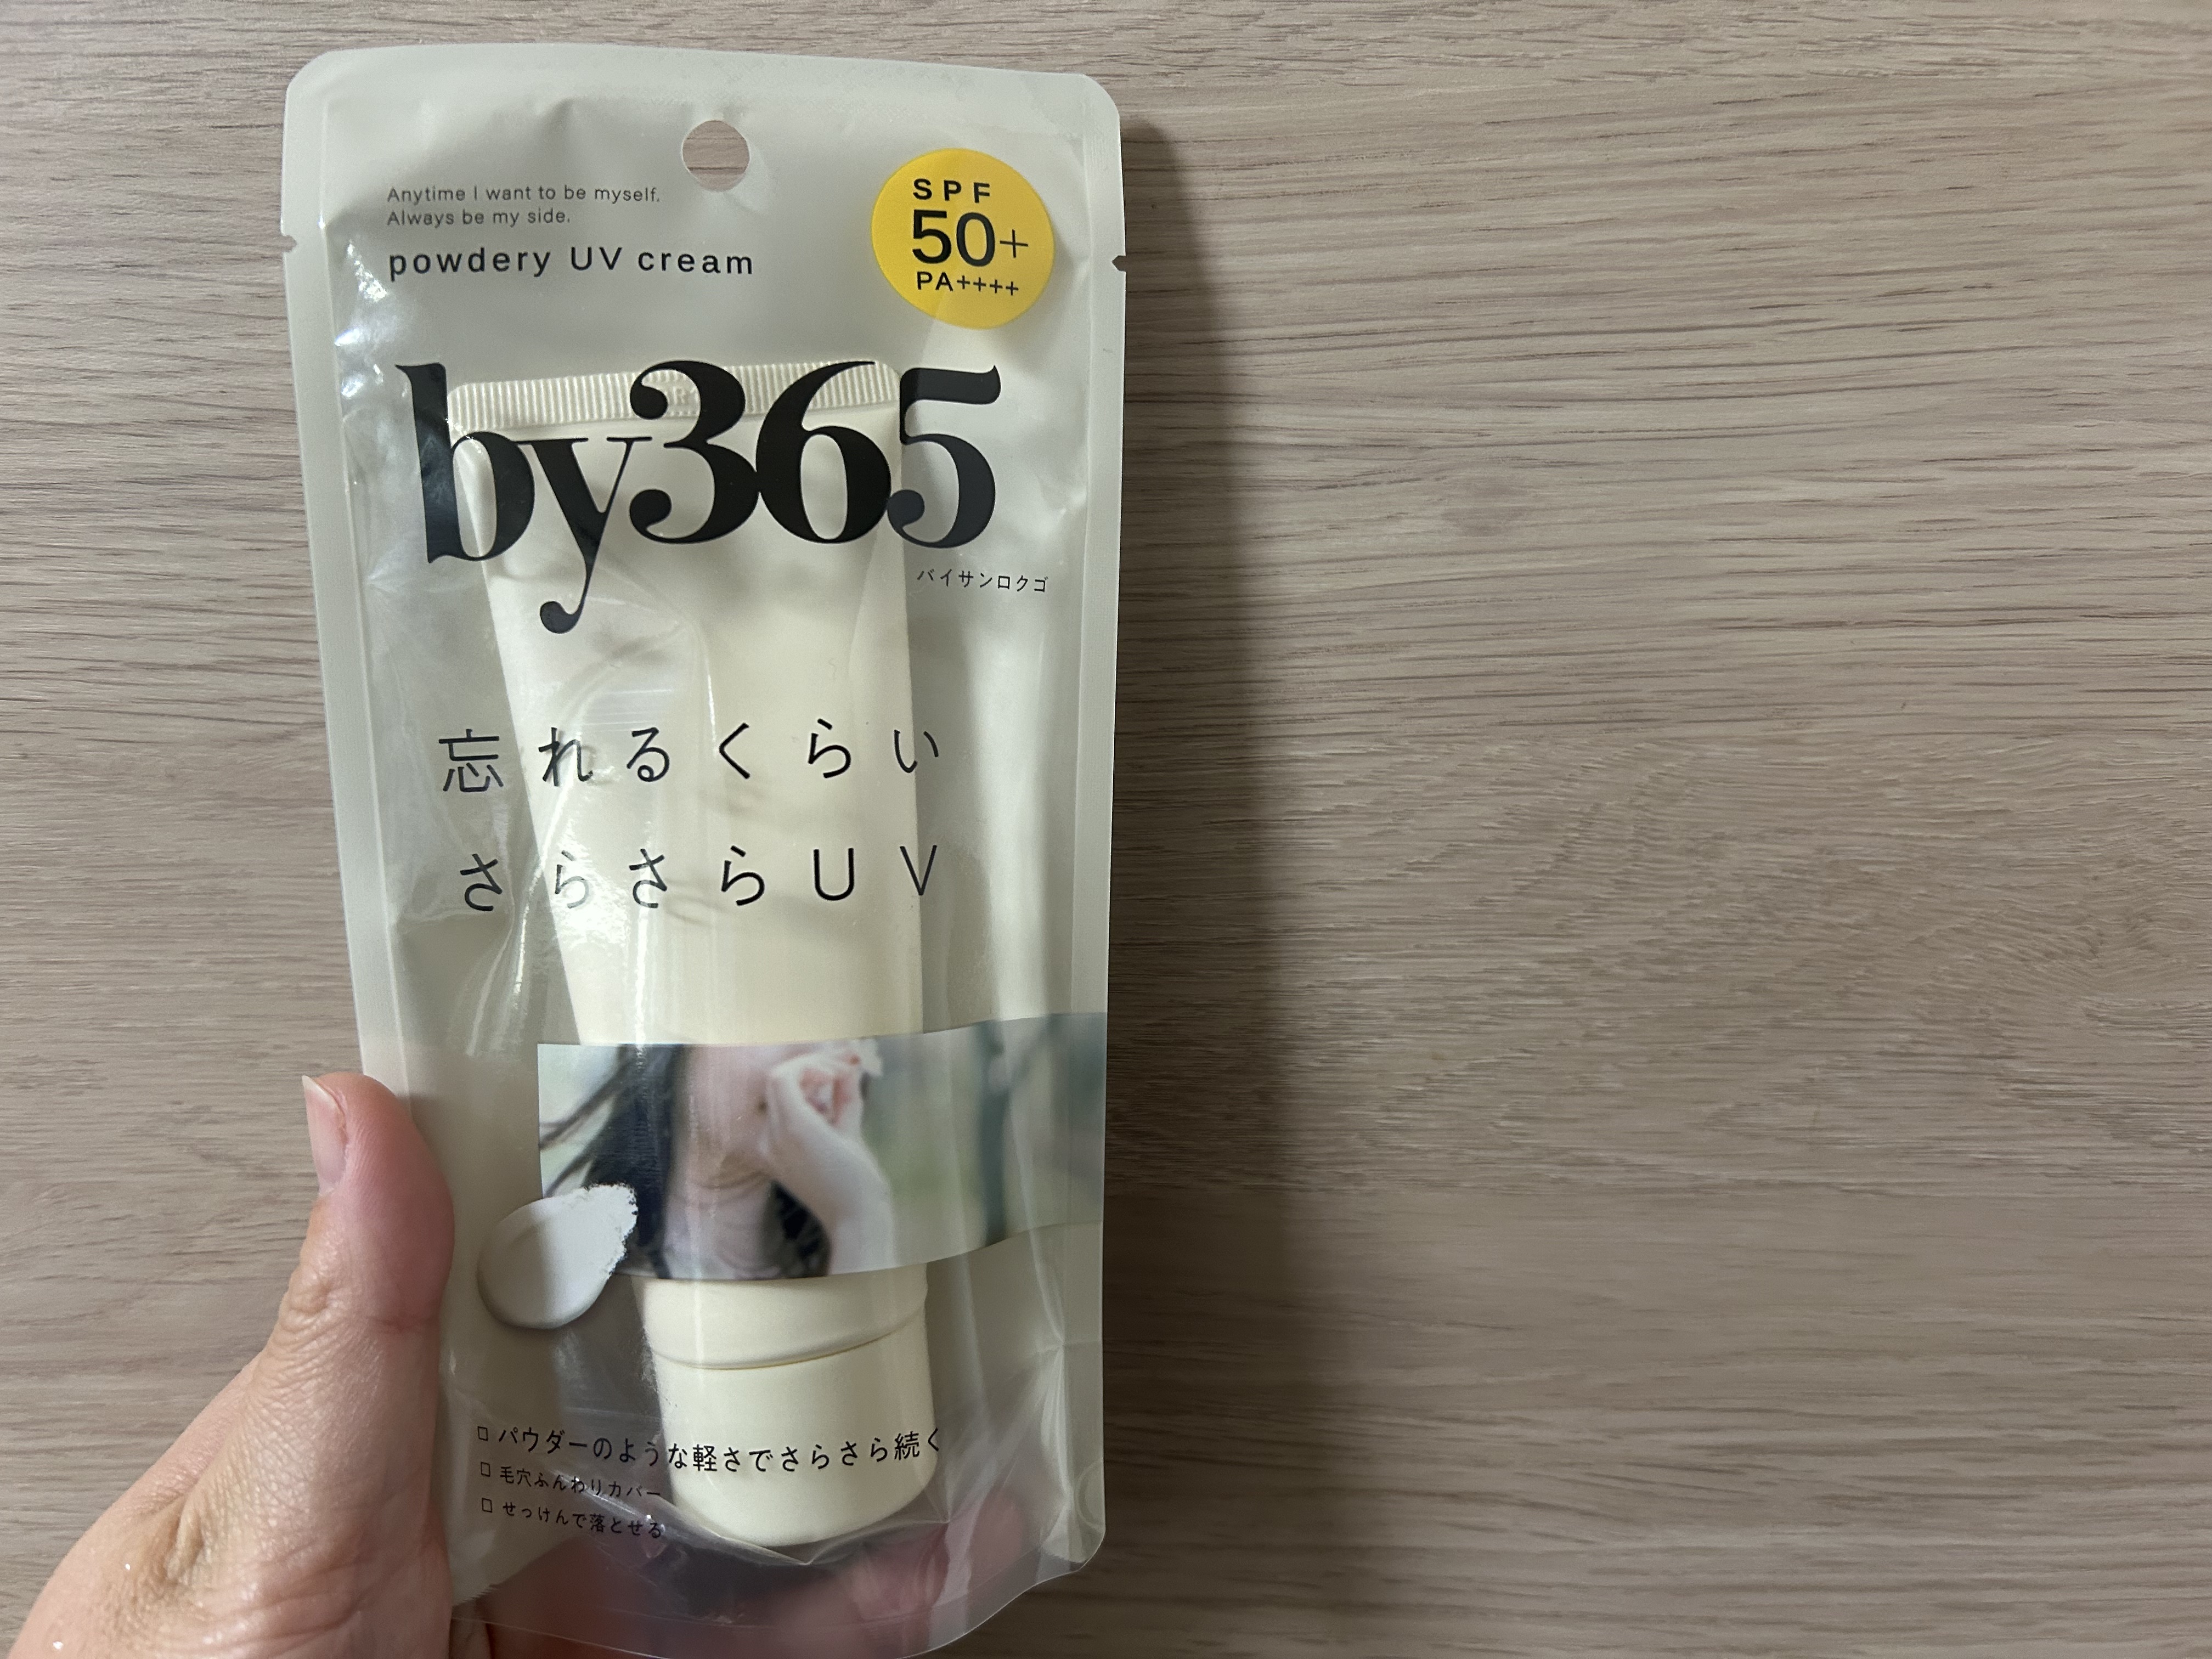 Anytime I want to be myself.
Always be my side.
powdery UV cream
SPF
50+
PA++++
by365
バイサンロクゴ
忘れるくらい
さらさらUV
□ パウダーのような軽さでさらさら続く
□ 毛穴ふんわりカバー
□ せっけんで落とせる